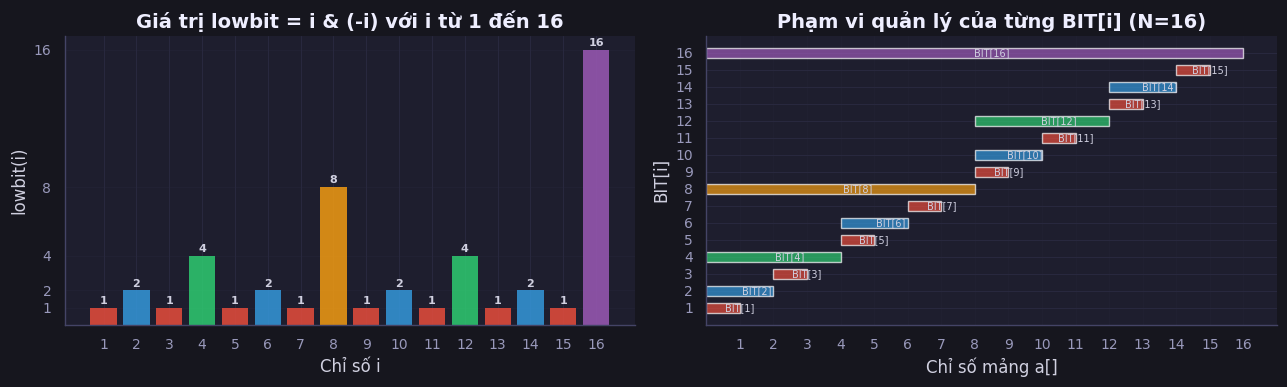 Giá trị lowbit = i & (-i) với i từ 1 đến 16
lowbit(i)
16
8
4
2
1
1
2
1
4
1
2
1
8
1
2
1
4
1
2
1
16
1 2 3 4 5 6 7 8 9 10 11 12 13 14 15 16
Chỉ số i
Phạm vi quản lý của từng BIT[i] (N=16)
BIT[i]
16 BIT[16]
15 BIT[15]
14 BIT[14]
13 BIT[13]
12 BIT[12]
11 BIT[11]
10 BIT[10]
9 BIT[9]
8 BIT[8]
7 BIT[7]
6 BIT[6]
5 BIT[5]
4 BIT[4]
3 BIT[3]
2 BIT[2]
1 BIT[1]
1 2 3 4 5 6 7 8 9 10 11 12 13 14 15 16
Chỉ số mảng a[]